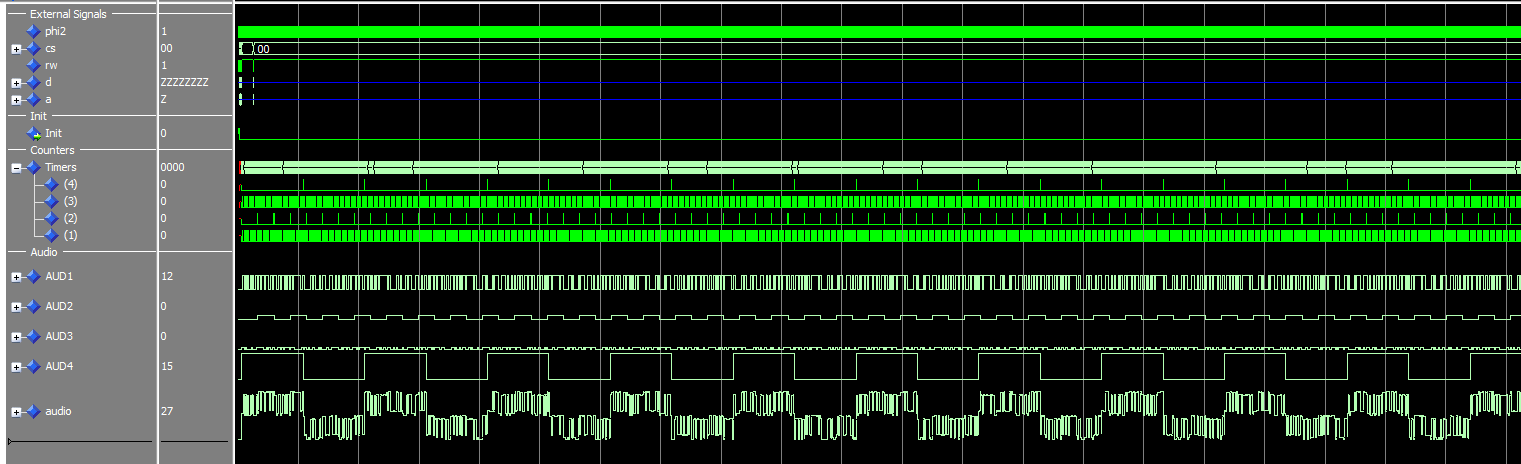 External Signals
phi2 1
cs 00 00
rw 1
d ZZZZZZZZ
a Z
Init
Init 0
Counters
Timers 0000
(4) 0
(3) 0
(2) 0
(1) 0
Audio
AUD1 12
AUD2 0
AUD3 0
AUD4 15
audio 27